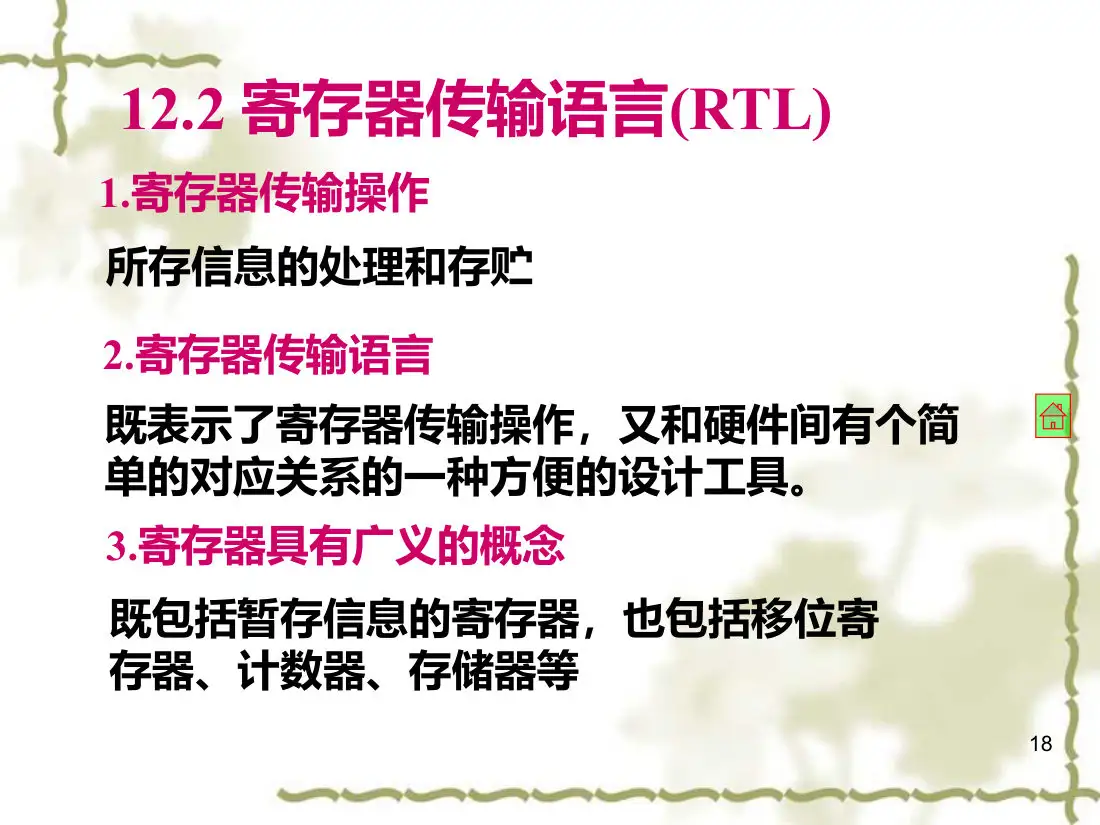 12.2 寄存器传输语言(RTL)
1.寄存器传输操作
所存信息的处理和存贮
2.寄存器传输语言
既表示了寄存器传输操作，又和硬件间有个简
单的对应关系的一种方便的设计工具。
3.寄存器具有广义的概念
既包括暂存信息的寄存器，也包括移位寄
存器、计数器、存储器等
18